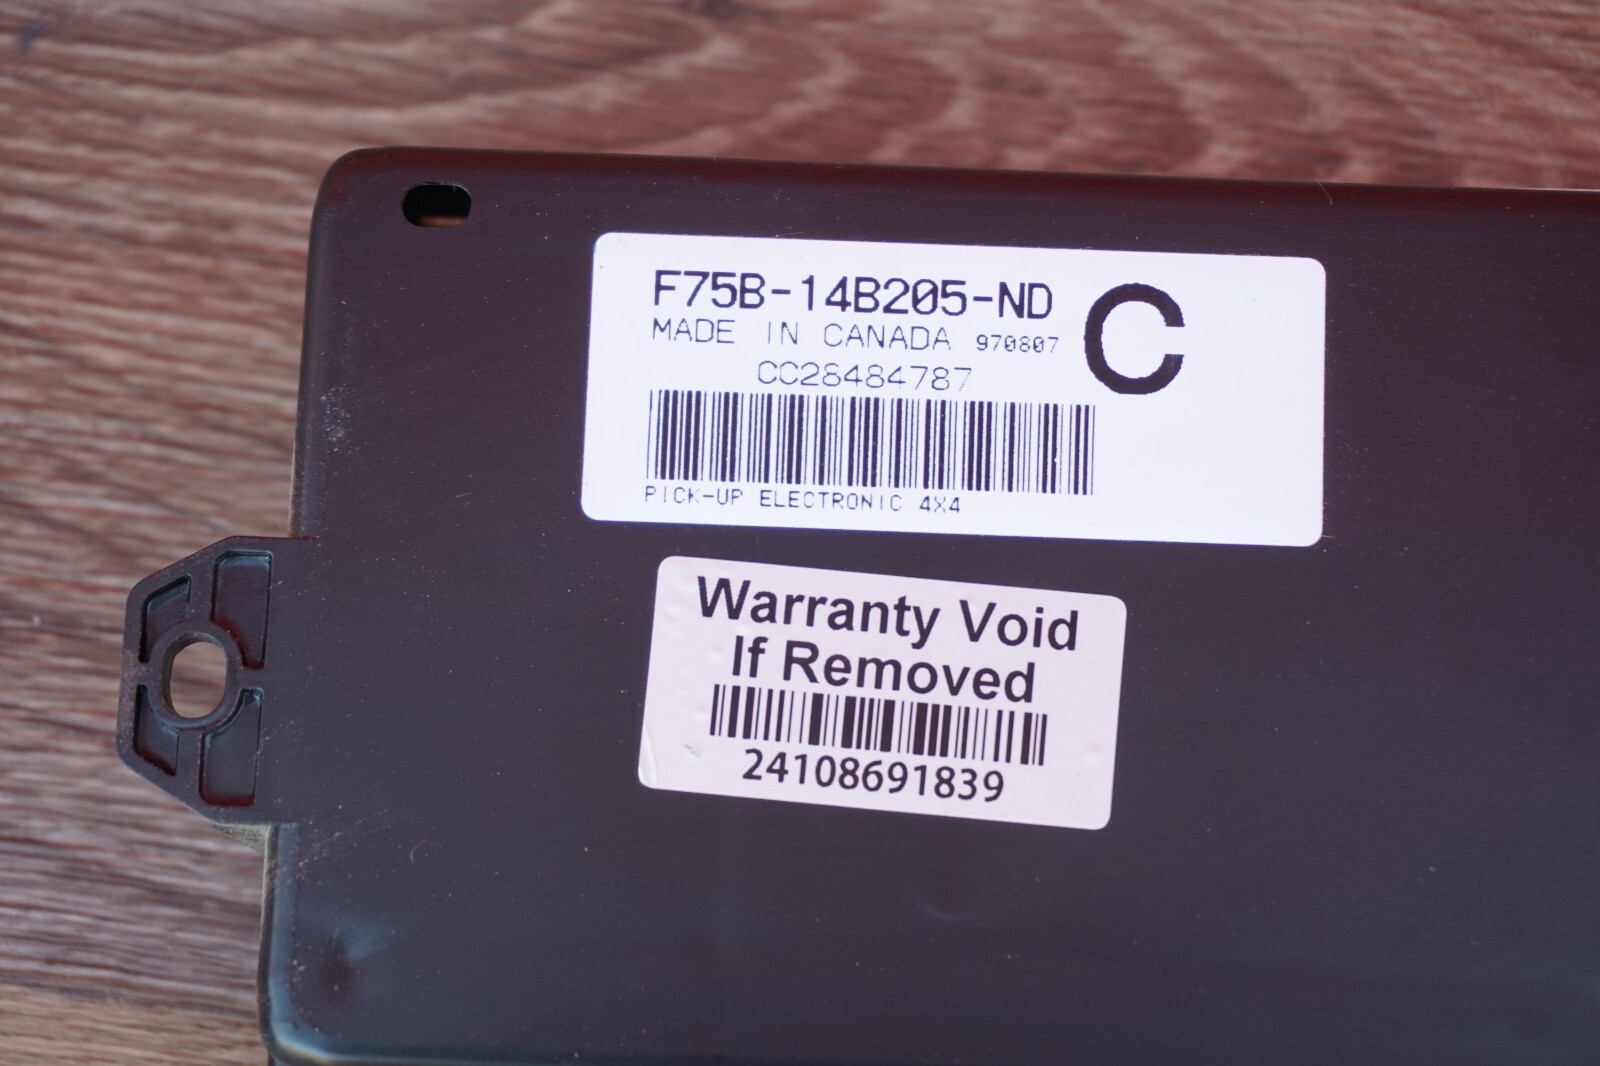 F75B-14B205-ND C
MADE IN CANADA 970807
CC28484787
PICK-UP ELECTRONIC 4X4
Warranty Void
If Removed
24108691839